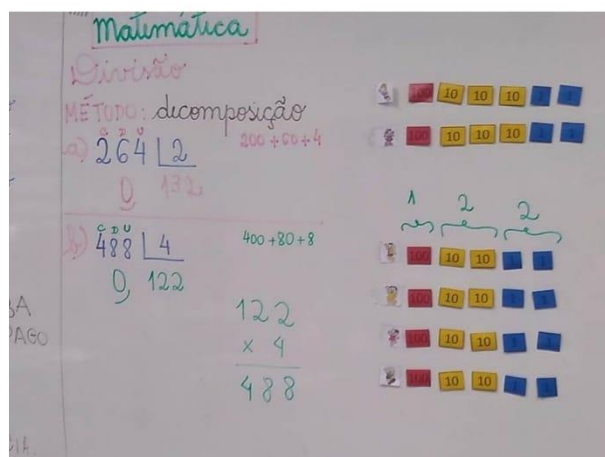 Matemática
Divisão
MÉTODO: decomposição
a) C D U 200+60+4
264 2
0 132
b) C D U
488 4 400+80+8
0 122
122
x 4
488
100 10 10 10 1 1
100 10 10 10 1 1
1 2 2
100 10 10 1 1
100 10 10 1 1
100 10 10 1 1
100 10 10 1 1
PAGO